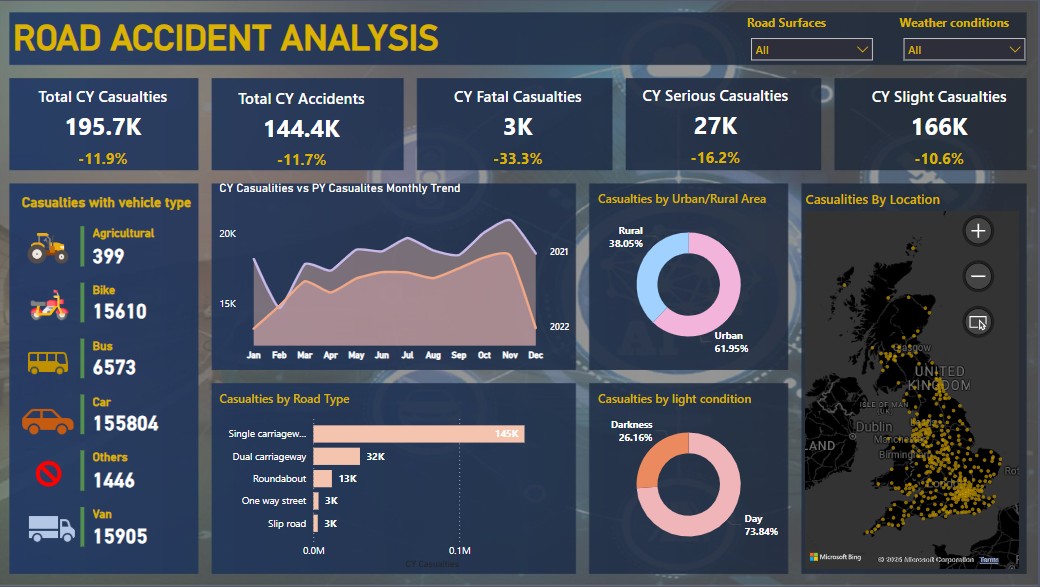 ROAD ACCIDENT ANALYSIS
Road Surfaces
All
Weather conditions
All
Total CY Casualties
195.7K
-11.9%
Total CY Accidents
144.4K
-11.7%
CY Fatal Casualties
3K
-33.3%
CY Serious Casualties
27K
-16.2%
CY Slight Casualties
166K
-10.6%
Casualties with vehicle type
Agricultural
399
Bike
15610
Bus
6573
Car
155804
Others
1446
Van
15905
CY Casualities vs PY Casualites Monthly Trend
20K
15K
2021
2022
Jan Feb Mar Apr May Jun Jul Aug Sep Oct Nov Dec
Casualties by Urban/Rural Area
Rural
38.05%
Urban
61.95%
Casualties by Road Type
Single carriagew...
145K
Dual carriageway
32K
Roundabout
13K
One way street
3K
Slip road
3K
0.0M
0.1M
CY Casualties
Casualties by light condition
Darkness
26.16%
Day
73.84%
Casualities By Location
Glasgow
UNITED
KINGDOM
ISLE OF MAN
UK
Dublin
LAND
Microsoft Bing
© 2025 Microsoft Corporation
Terms